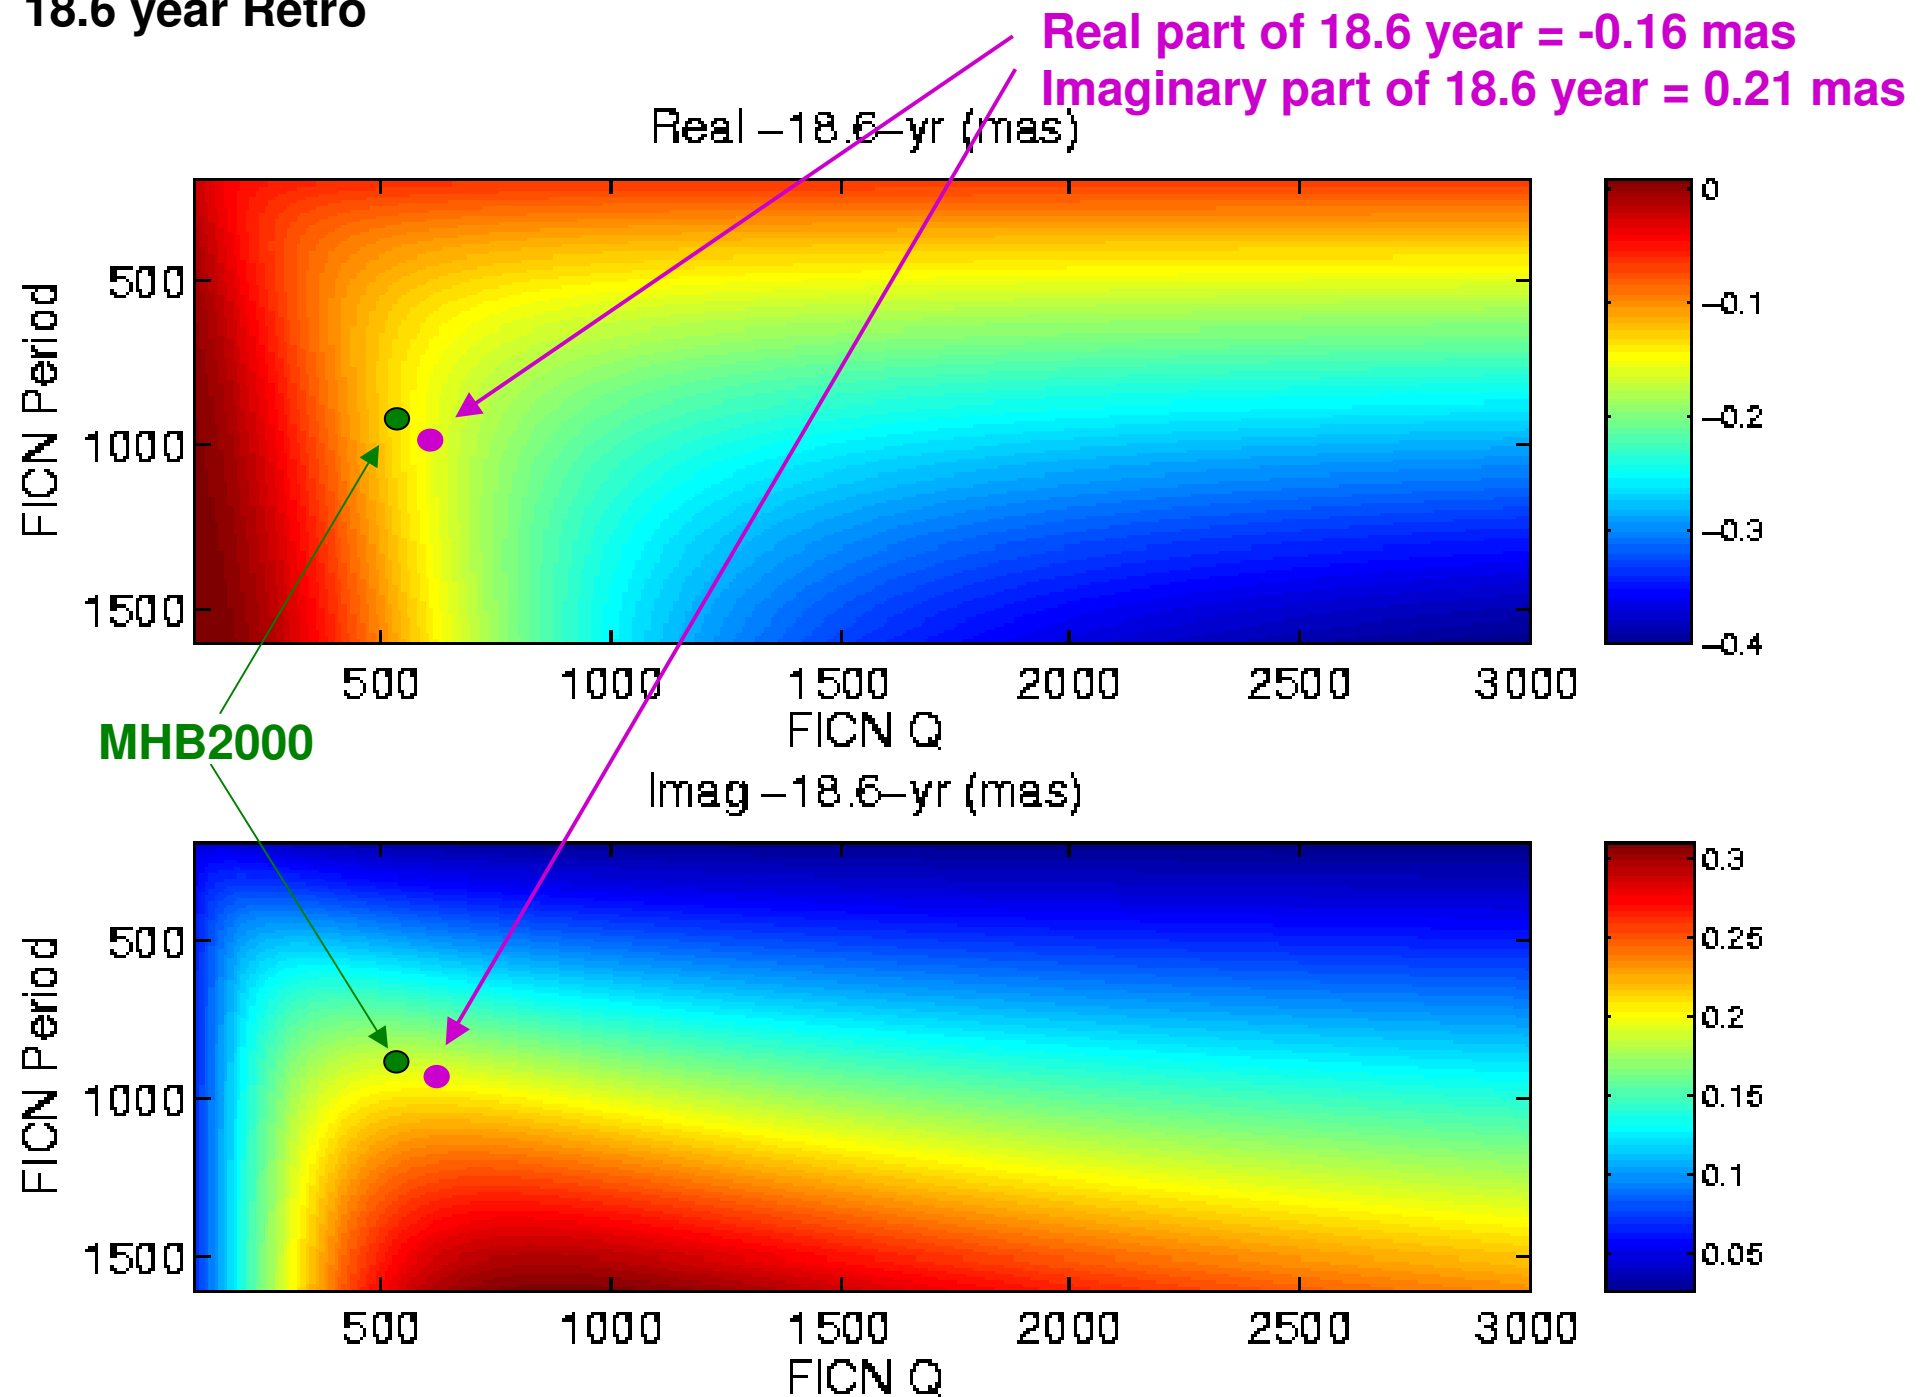 18.6 year Retro
Real part of 18.6 year = -0.16 mas
Imaginary part of 18.6 year = 0.21 mas
Real −18.6−yr (mas)
FICN Period
500
1000
1500
0
−0.1
−0.2
−0.3
−0.4
500 1000 1500 2000 2500 3000
FICN Q
MHB2000
Imag −18.6−yr (mas)
FICN Period
500
1000
1500
0.3
0.25
0.2
0.15
0.1
0.05
500 1000 1500 2000 2500 3000
FICN Q